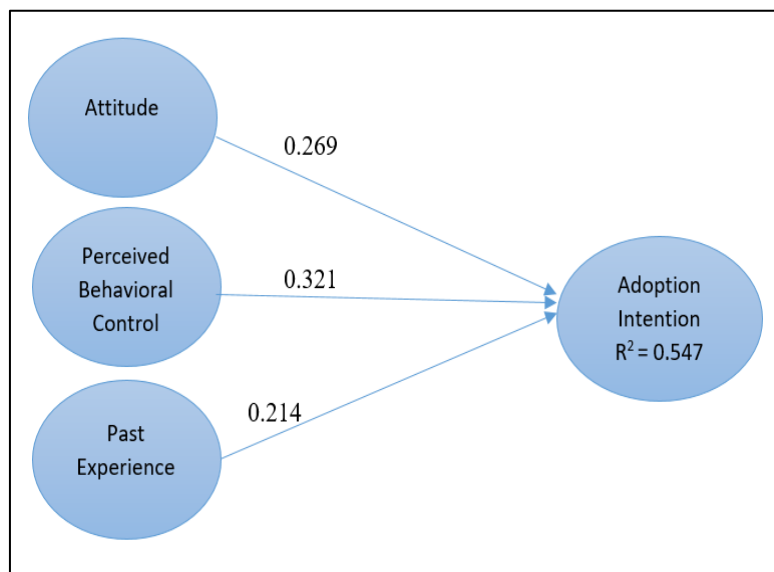 Attitude
0.269
Perceived
Behavioral
Control
0.321
Past
Experience
0.214
Adoption
Intention
R² = 0.547